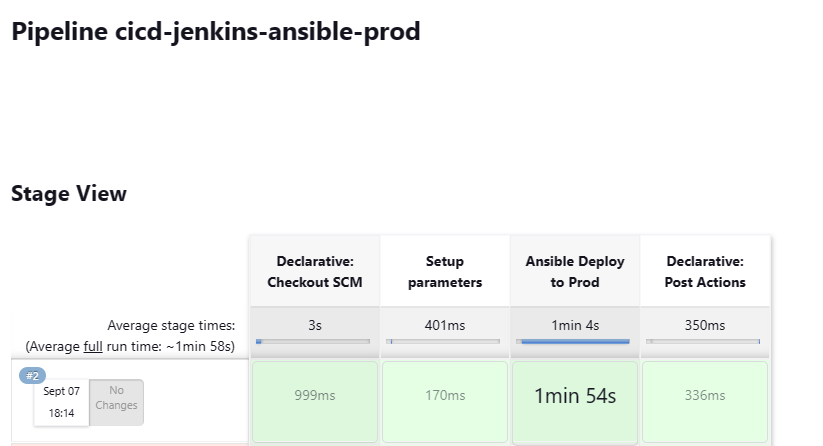 Pipeline cicd-jenkins-ansible-prod
Stage View
Declarative: Checkout SCM
Setup parameters
Ansible Deploy to Prod
Declarative: Post Actions
Average stage times:
(Average full run time: ~1min 58s)
3s
401ms
1min 4s
350ms
#2
Sept 07
18:14
No Changes
999ms
170ms
1min 54s
336ms